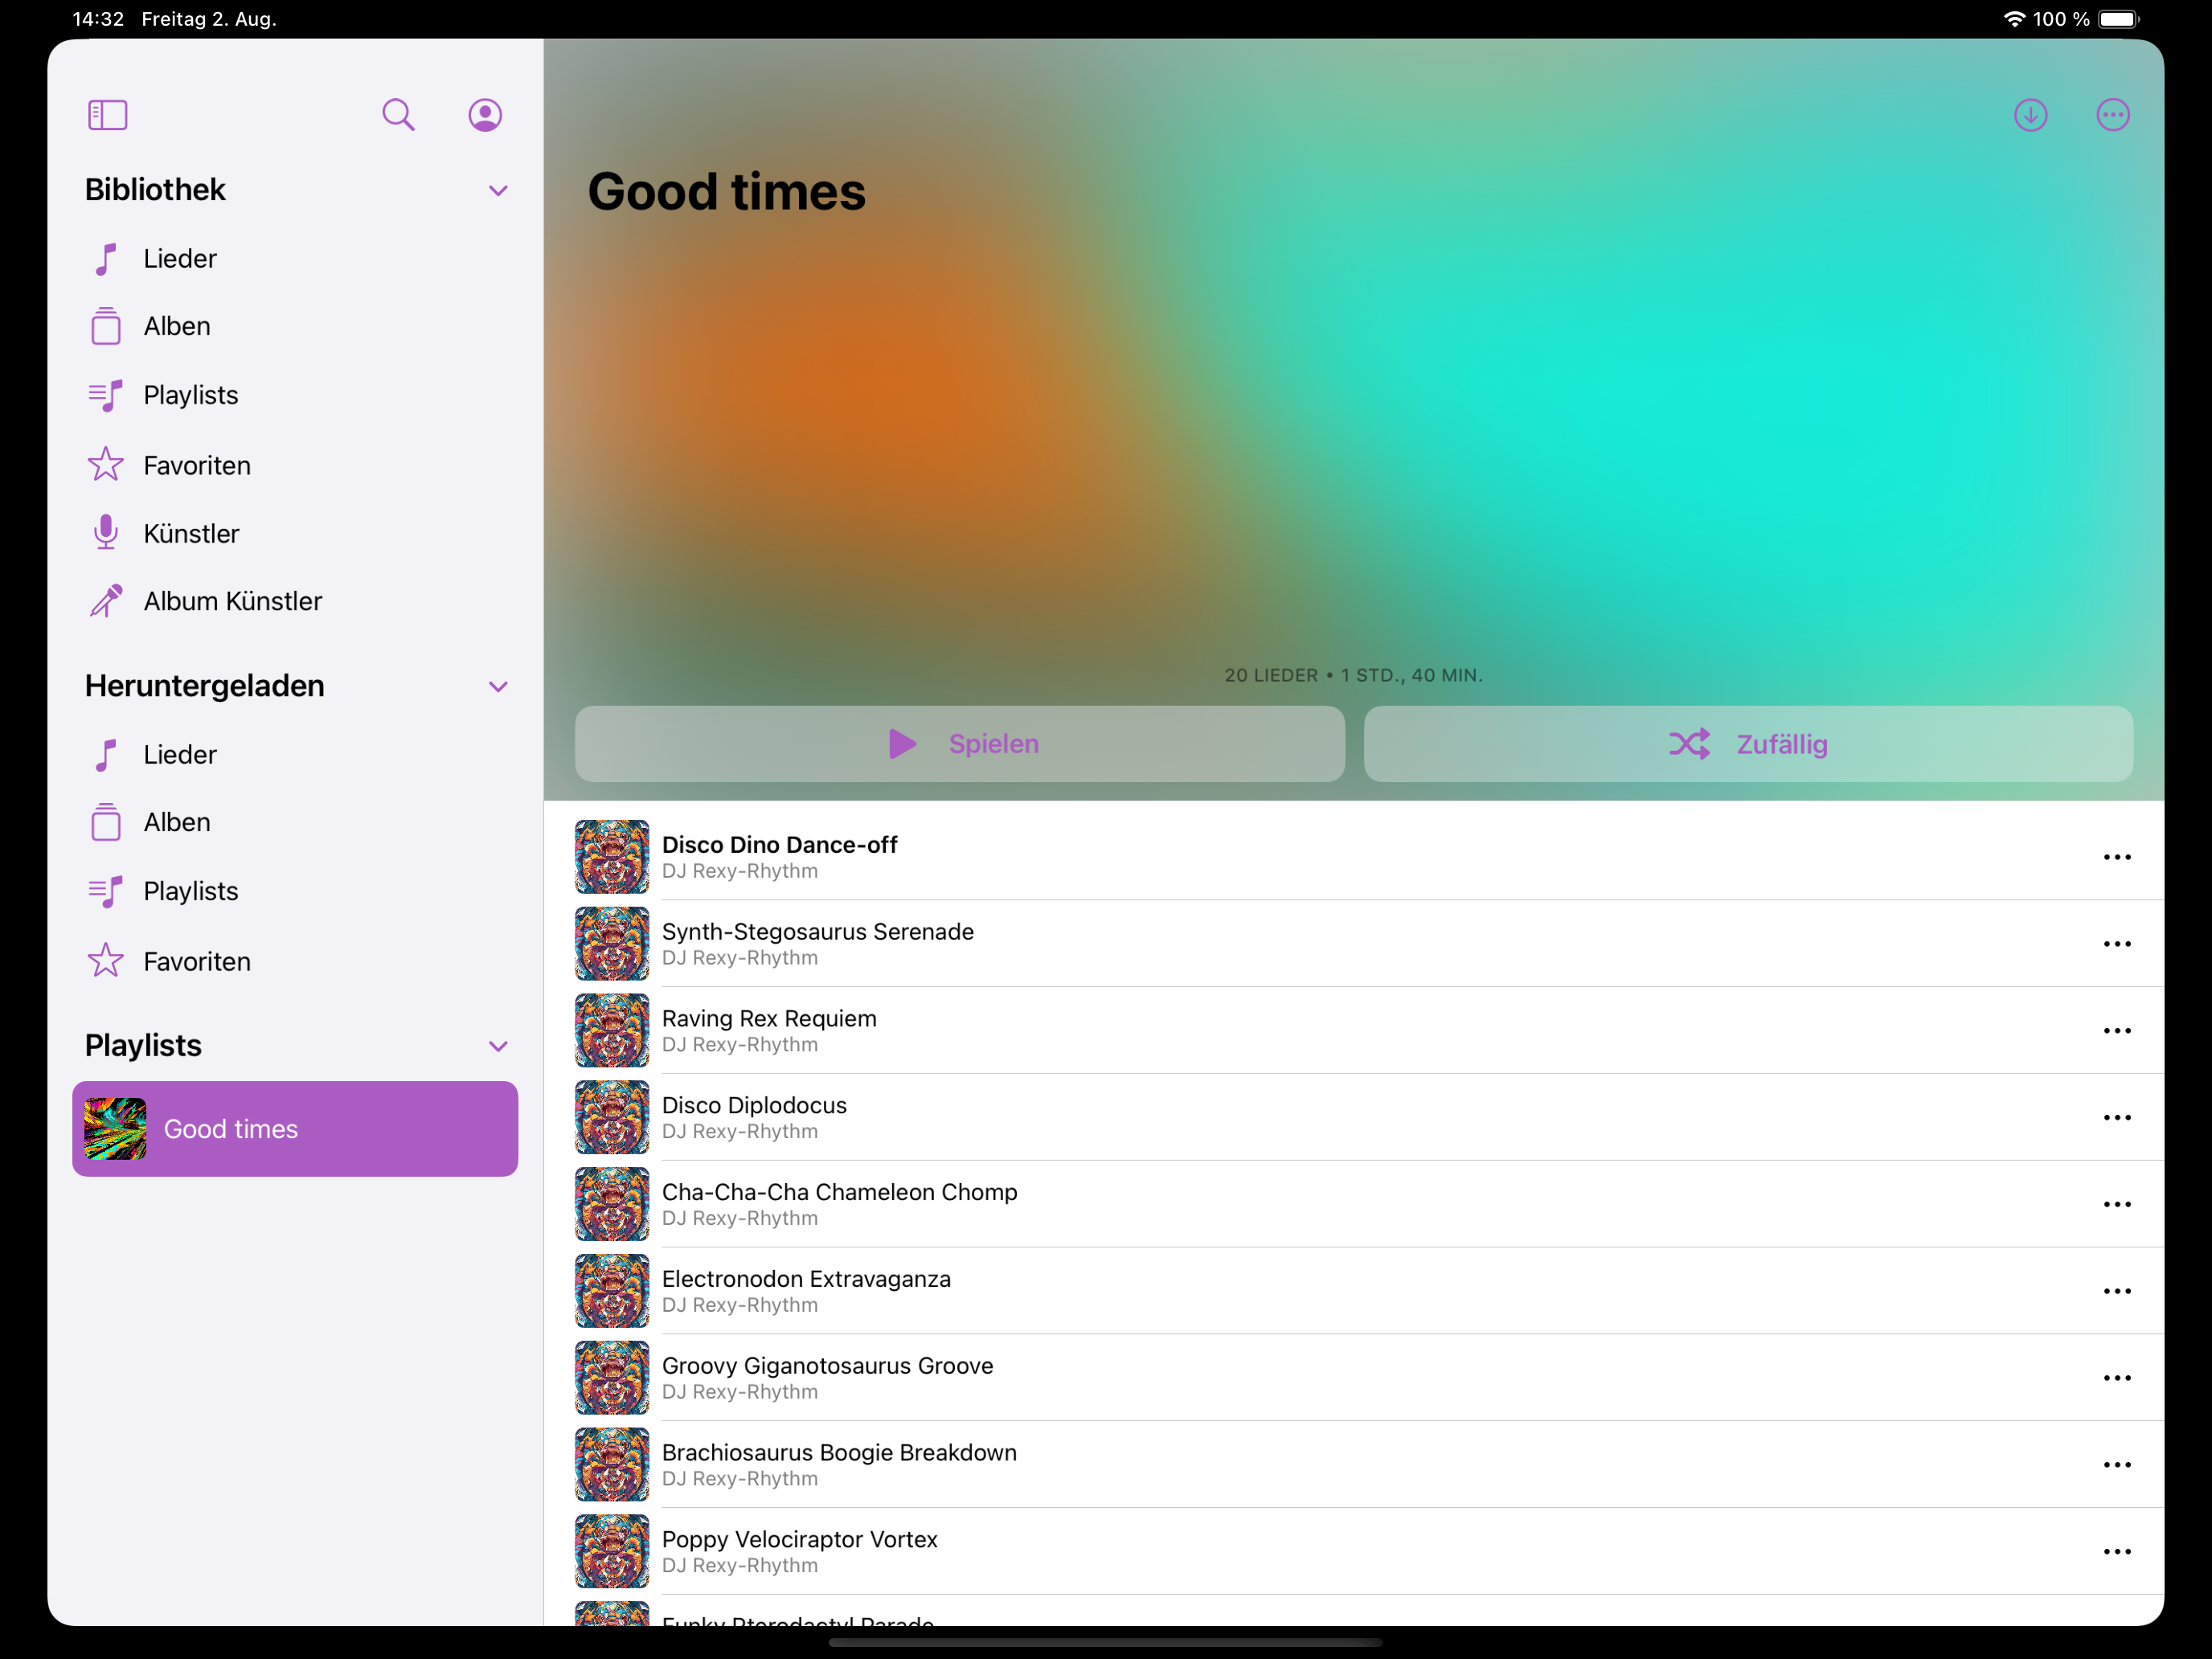 14:32 Freitag 2. Aug.
100 %
Bibliothek
Lieder
Alben
Playlists
Favoriten
Künstler
Album Künstler
Heruntergeladen
Lieder
Alben
Playlists
Favoriten
Playlists
Good times
Good times
20 LIEDER • 1 STD., 40 MIN.
Spielen
Zufällig
Disco Dino Dance-off
DJ Rexy-Rhythm
Synth-Stegosaurus Serenade
DJ Rexy-Rhythm
Raving Rex Requiem
DJ Rexy-Rhythm
Disco Diplodocus
DJ Rexy-Rhythm
Cha-Cha-Cha Chameleon Chomp
DJ Rexy-Rhythm
Electronodon Extravaganza
DJ Rexy-Rhythm
Groovy Giganotosaurus Groove
DJ Rexy-Rhythm
Brachiosaurus Boogie Breakdown
DJ Rexy-Rhythm
Poppy Velociraptor Vortex
DJ Rexy-Rhythm
Funky Pterodactyl Parade